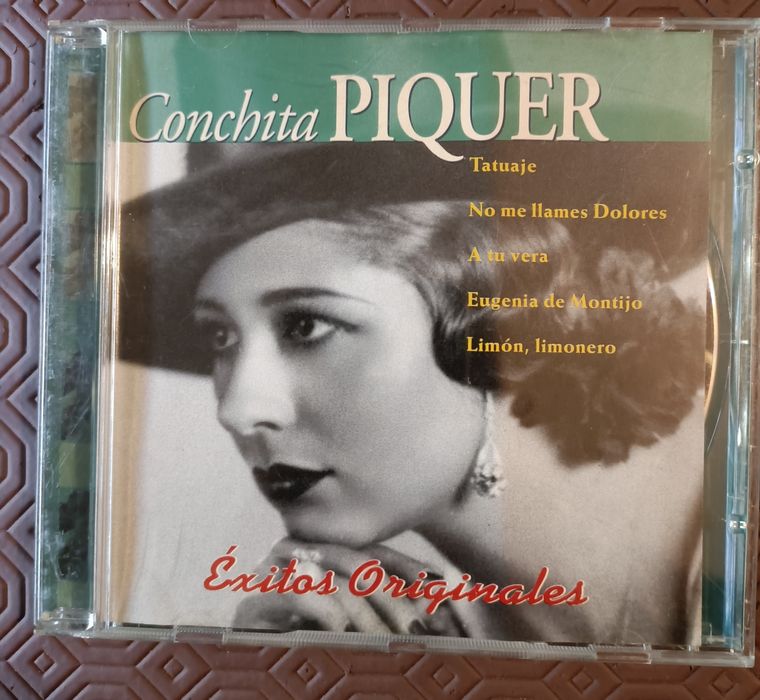 Conchita PIQUER
Tatuaje
No me llames Dolores
A tu vera
Eugenia de Montijo
Limón, limonero
Éxitos Originales